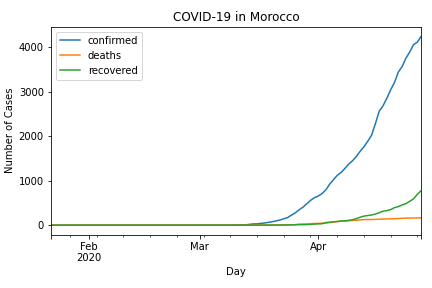 COVID-19 in Morocco
confirmed
deaths
recovered
4000
3000
2000
1000
0
Number of Cases
Feb
2020
Mar
Apr
Day